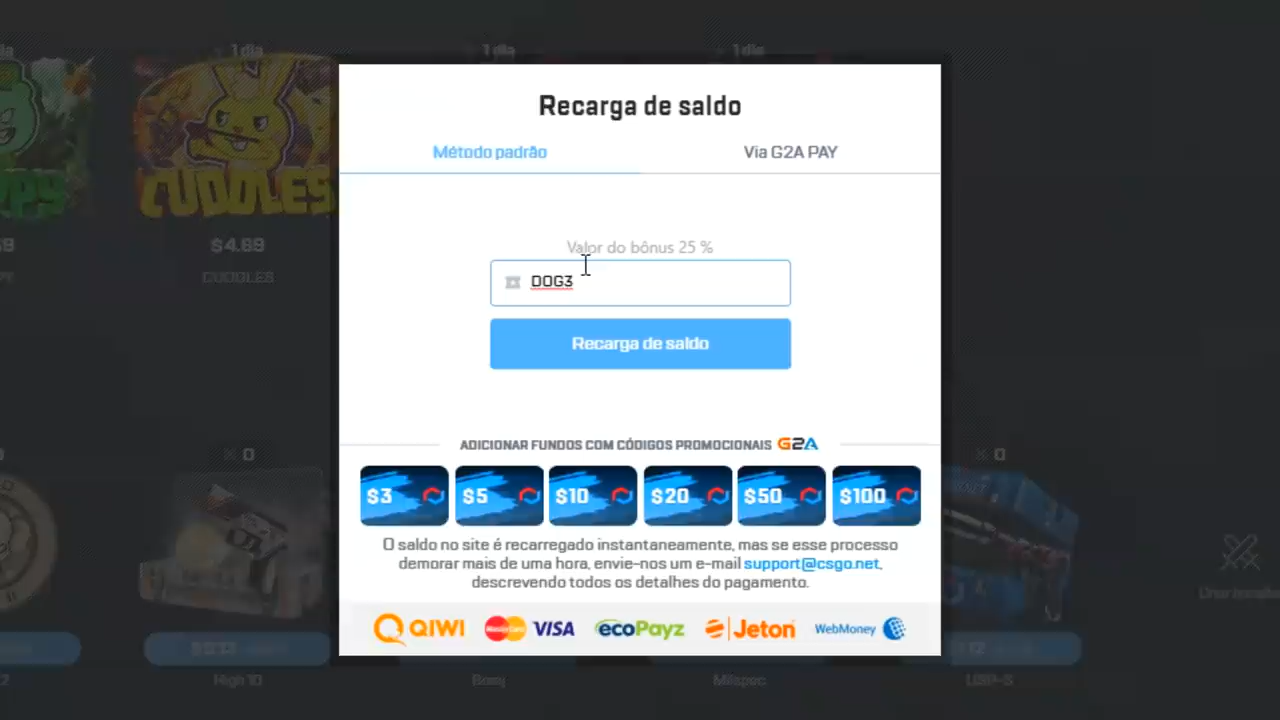 1 dia
1 dia
1 dia
Recarga de saldo
Método padrão
Via G2A PAY
CUDDLES
$4.69
CUDDLES
Valor do bônus 25 %
DOG3
Recarga de saldo
ADICIONAR FUNDOS COM CÓDIGOS PROMOCIONAIS G2A
0
0
$3
$5
$10
$20
$50
$100
O saldo no site é recarregado instantaneamente, mas se esse processo
demorar mais de uma hora, envie-nos um e-mail support@csgo.net,
descrevendo todos os detalhes do pagamento.
QIWI
MasterCard
VISA
ecoPayz
Jeton
WebMoney
High 10
Milspec
USP-S